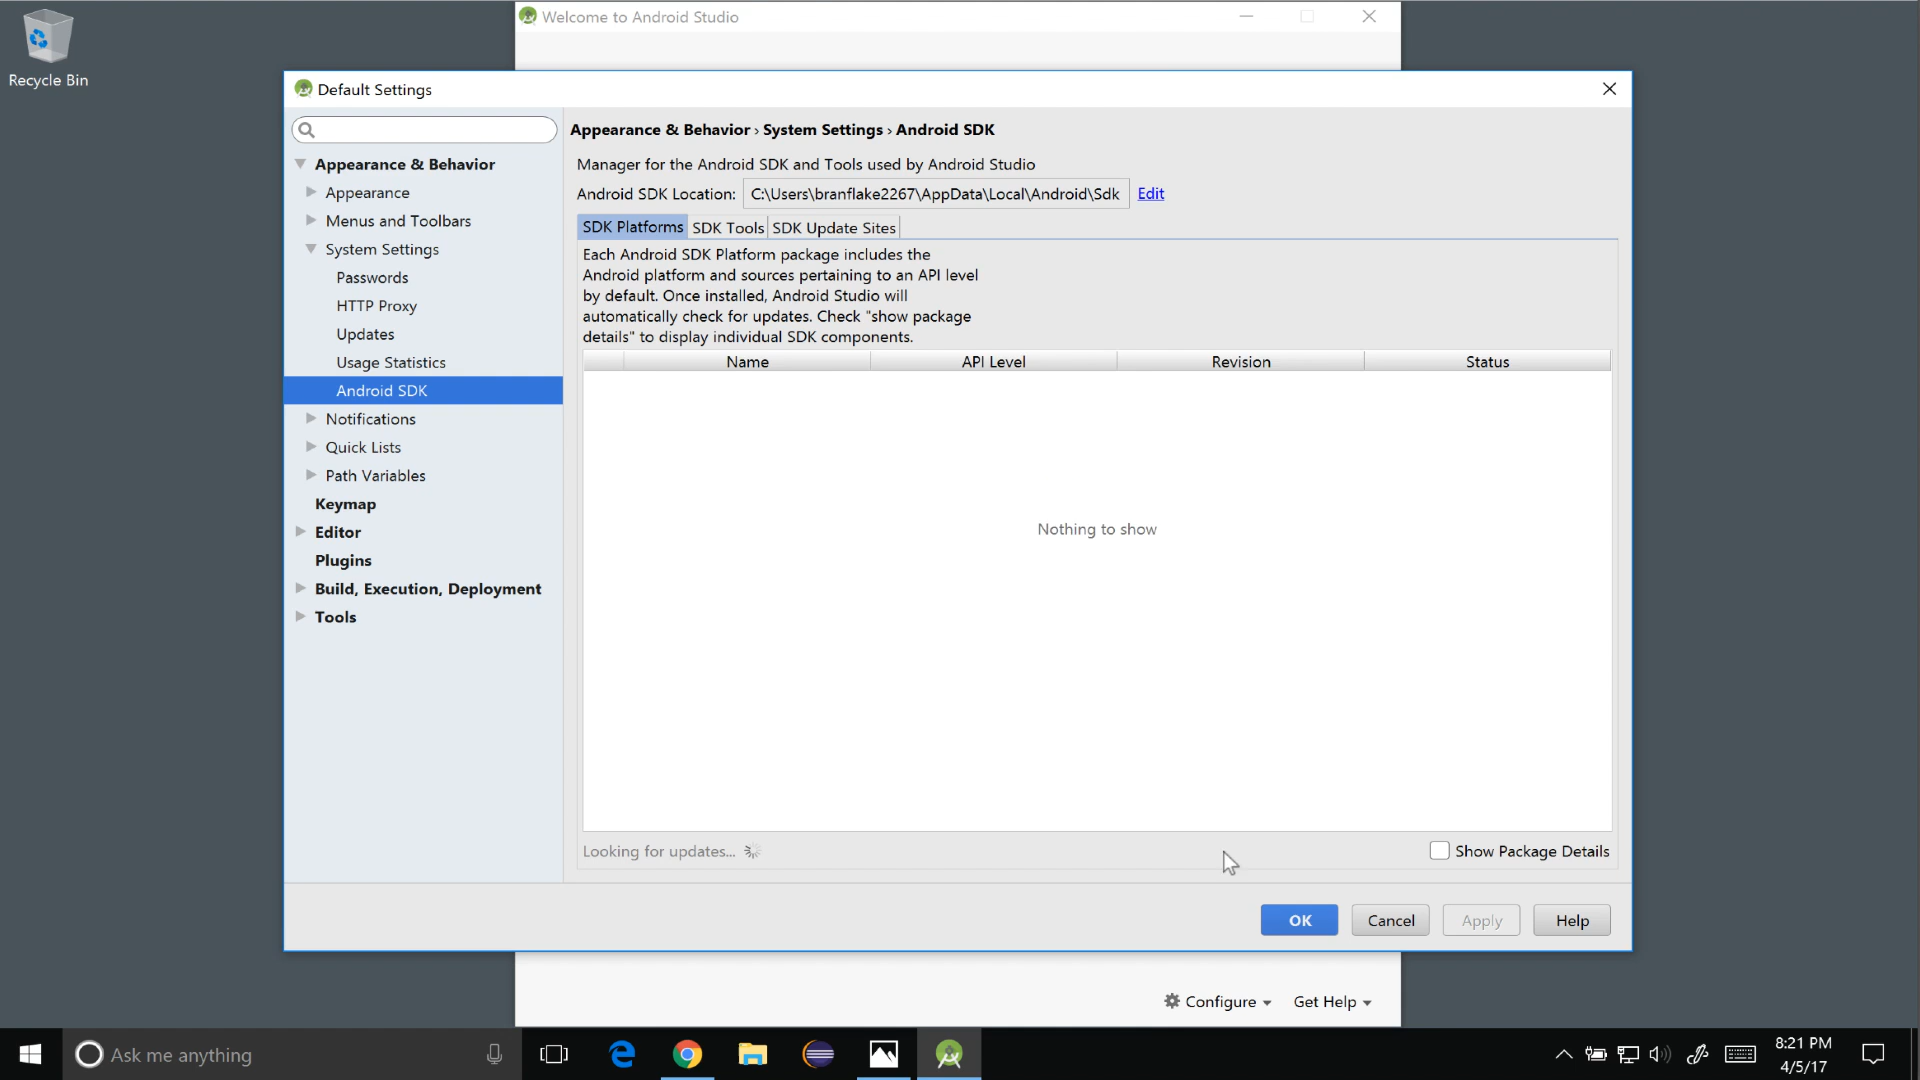 Welcome to Android Studio
Recycle Bin
Default Settings
Appearance & Behavior
Appearance
Menus and Toolbars
System Settings
Passwords
HTTP Proxy
Updates
Usage Statistics
Android SDK
Notifications
Quick Lists
Path Variables
Keymap
Editor
Plugins
Build, Execution, Deployment
Tools
Appearance & Behavior › System Settings › Android SDK
Manager for the Android SDK and Tools used by Android Studio
Android SDK Location: C:\Users\branflake2267\AppData\Local\Android\Sdk Edit
SDK Platforms SDK Tools SDK Update Sites
Each Android SDK Platform package includes the
Android platform and sources pertaining to an API level
by default. Once installed, Android Studio will
automatically check for updates. Check "show package
details" to display individual SDK components.
Name API Level Revision Status
Nothing to show
Looking for updates... Show Package Details
OK Cancel Apply Help
Configure Get Help
Ask me anything
8:21 PM
4/5/17